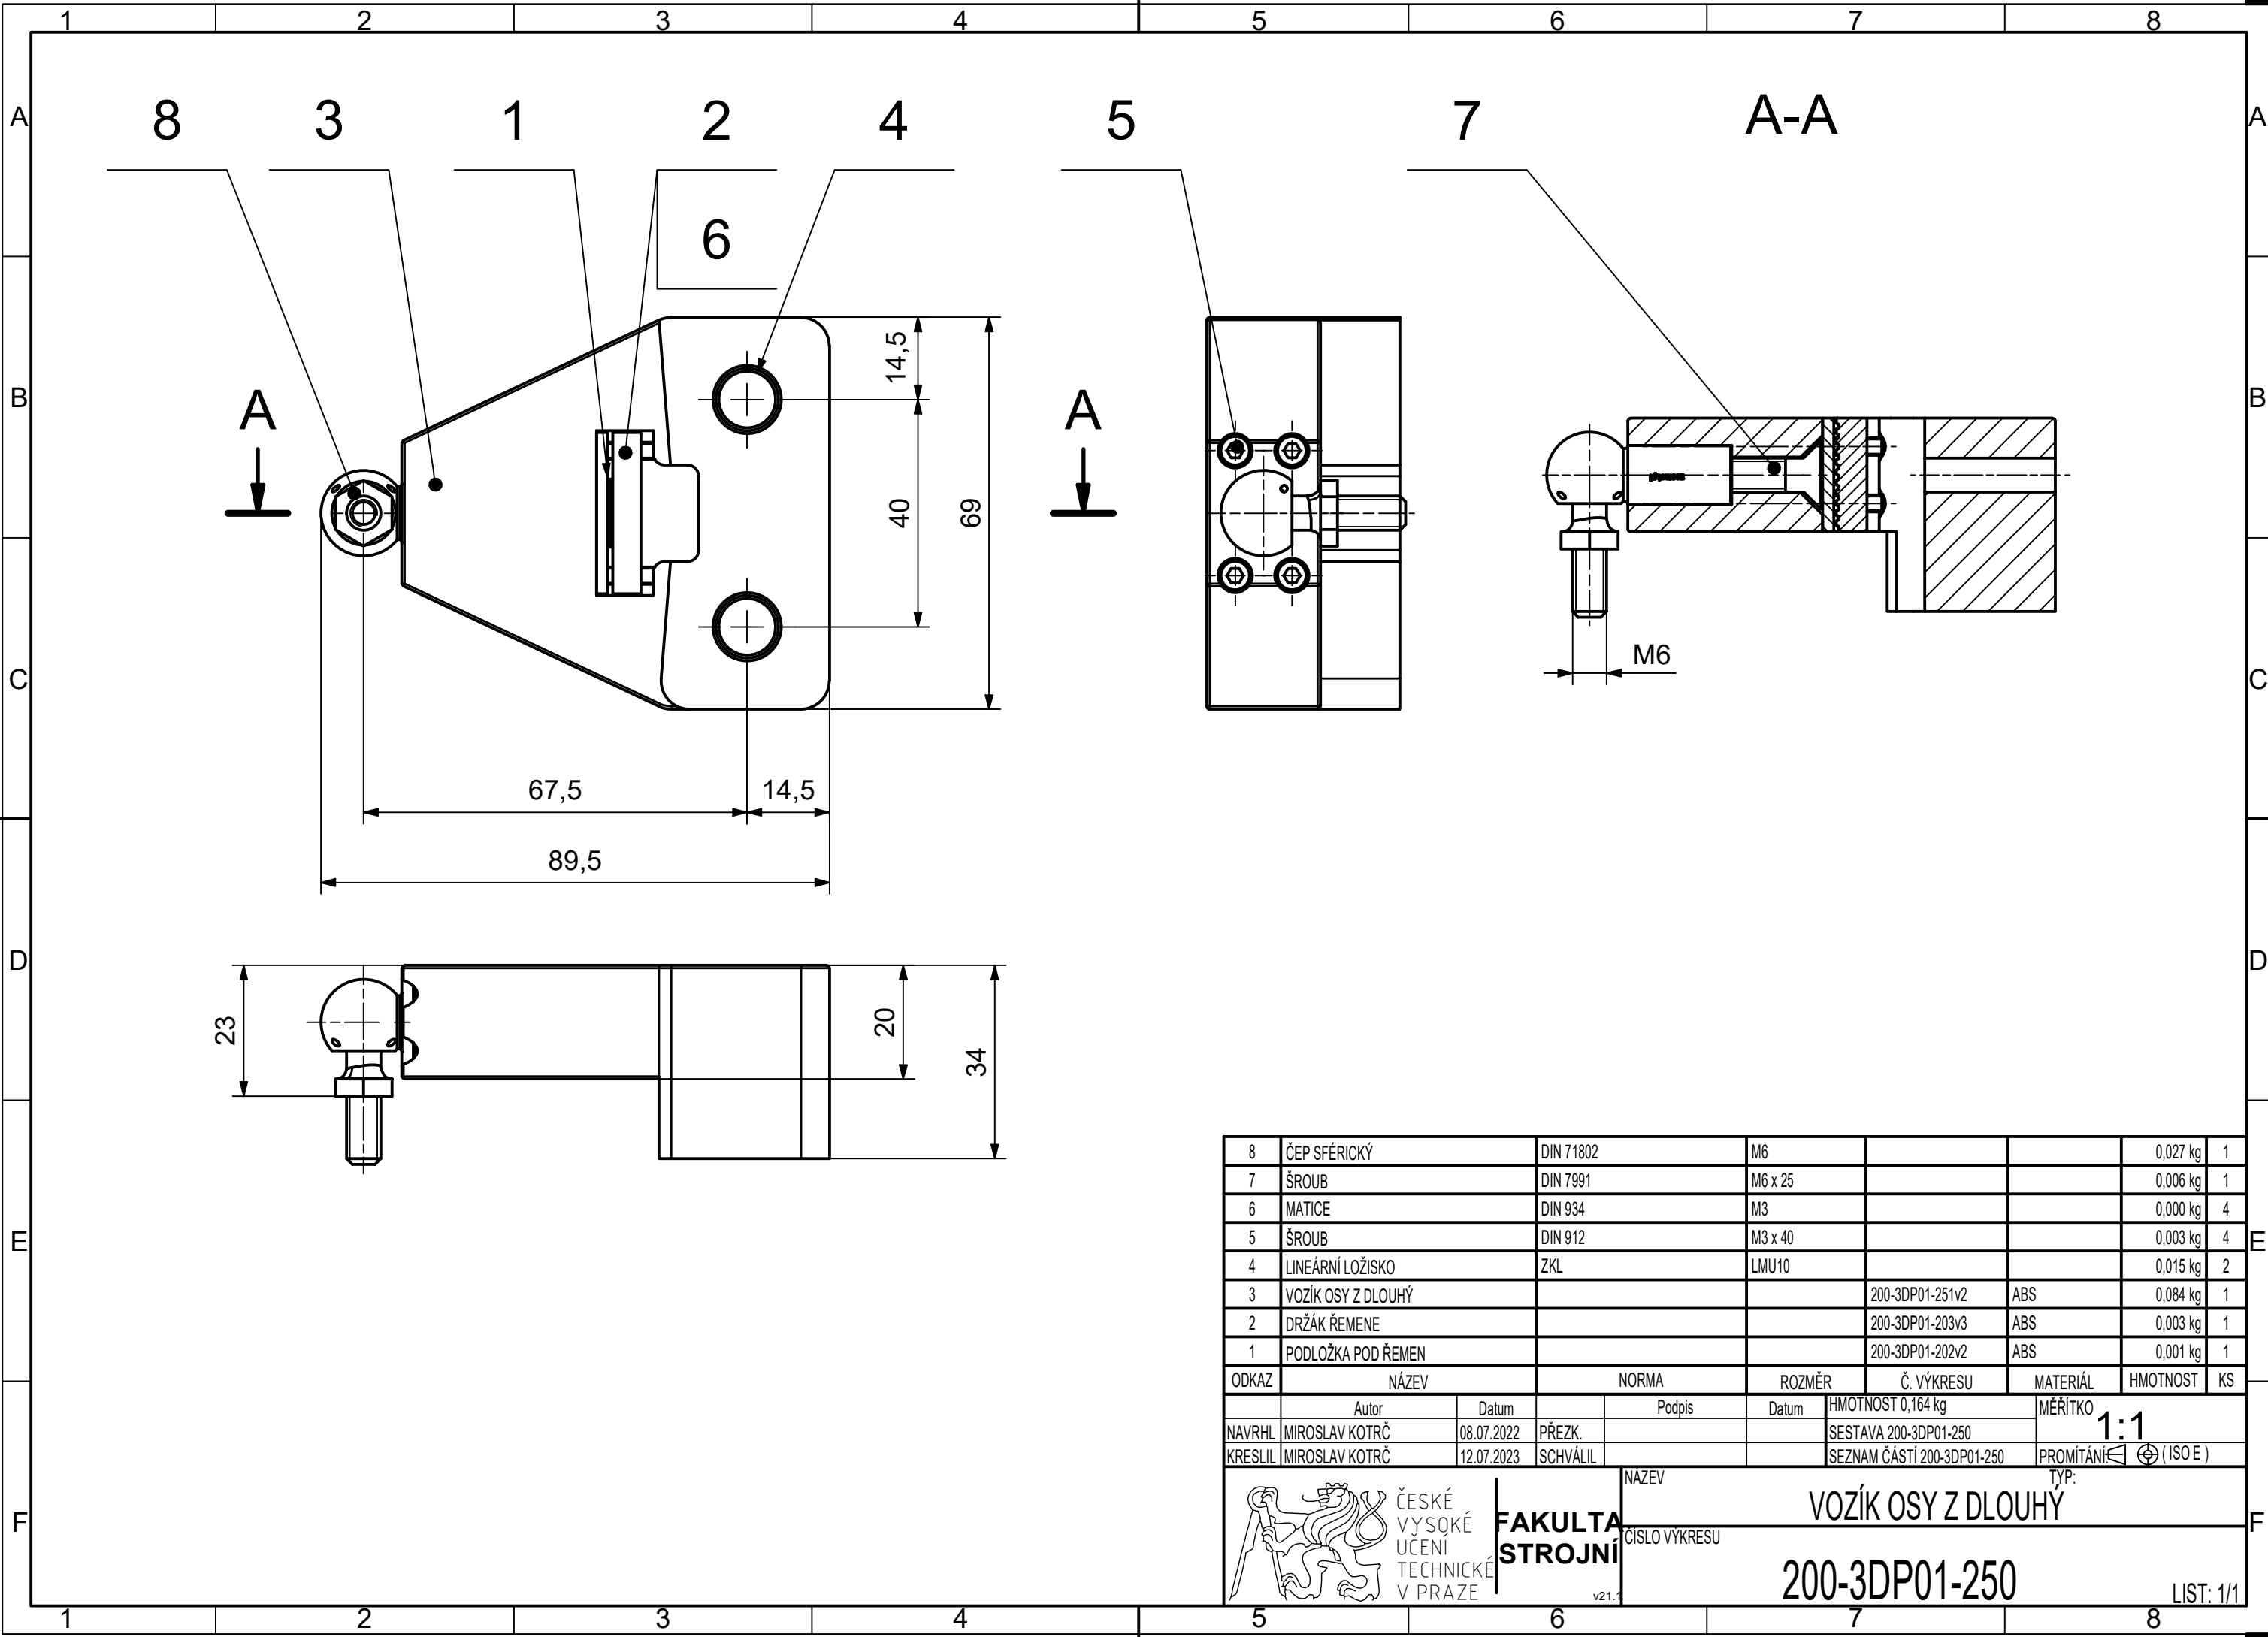 1 2 3 4 5 6 7 8
A A
B B
C C
D D
E E
F F
8 3 1 2 4 5 7 A-A
6
14,5
A A
40 69
M6
67,5 14,5
89,5
23 20 34
8 ČEP SFÉRICKÝ DIN 71802 M6 0,027 kg 1
7 ŠROUB DIN 7991 M6 x 25 0,006 kg 1
6 MATICE DIN 934 M3 0,000 kg 4
5 ŠROUB DIN 912 M3 x 40 0,003 kg 4
4 LINEÁRNÍ LOŽISKO ZKL LMU10 0,015 kg 2
3 VOZÍK OSY Z DLOUHÝ 200-3DP01-251v2 ABS 0,084 kg 1
2 DRŽÁK ŘEMENE 200-3DP01-203v3 ABS 0,003 kg 1
1 PODLOŽKA POD ŘEMEN 200-3DP01-202v2 ABS 0,001 kg 1
ODKAZ NÁZEV NORMA ROZMĚR Č. VÝKRESU MATERIÁL HMOTNOST KS
Autor Datum Podpis Datum HMOTNOST 0,164 kg MĚŘÍTKO 1:1
NAVRHL MIROSLAV KOTRČ 08.07.2022 PŘEZK. SESTAVA 200-3DP01-250
KRESLIL MIROSLAV KOTRČ 12.07.2023 SCHVÁLIL SEZNAM ČÁSTÍ 200-3DP01-250 PROMÍTÁNÍ: ( ISO E )
ČESKÉ
VYSOKÉ
UČENÍ
TECHNICKÉ
V PRAZE
FAKULTA
STROJNÍ
v21.1
NÁZEV TYP:
VOZÍK OSY Z DLOUHÝ
ČÍSLO VÝKRESU
200-3DP01-250 LIST: 1/1
1 2 3 4 5 6 7 8